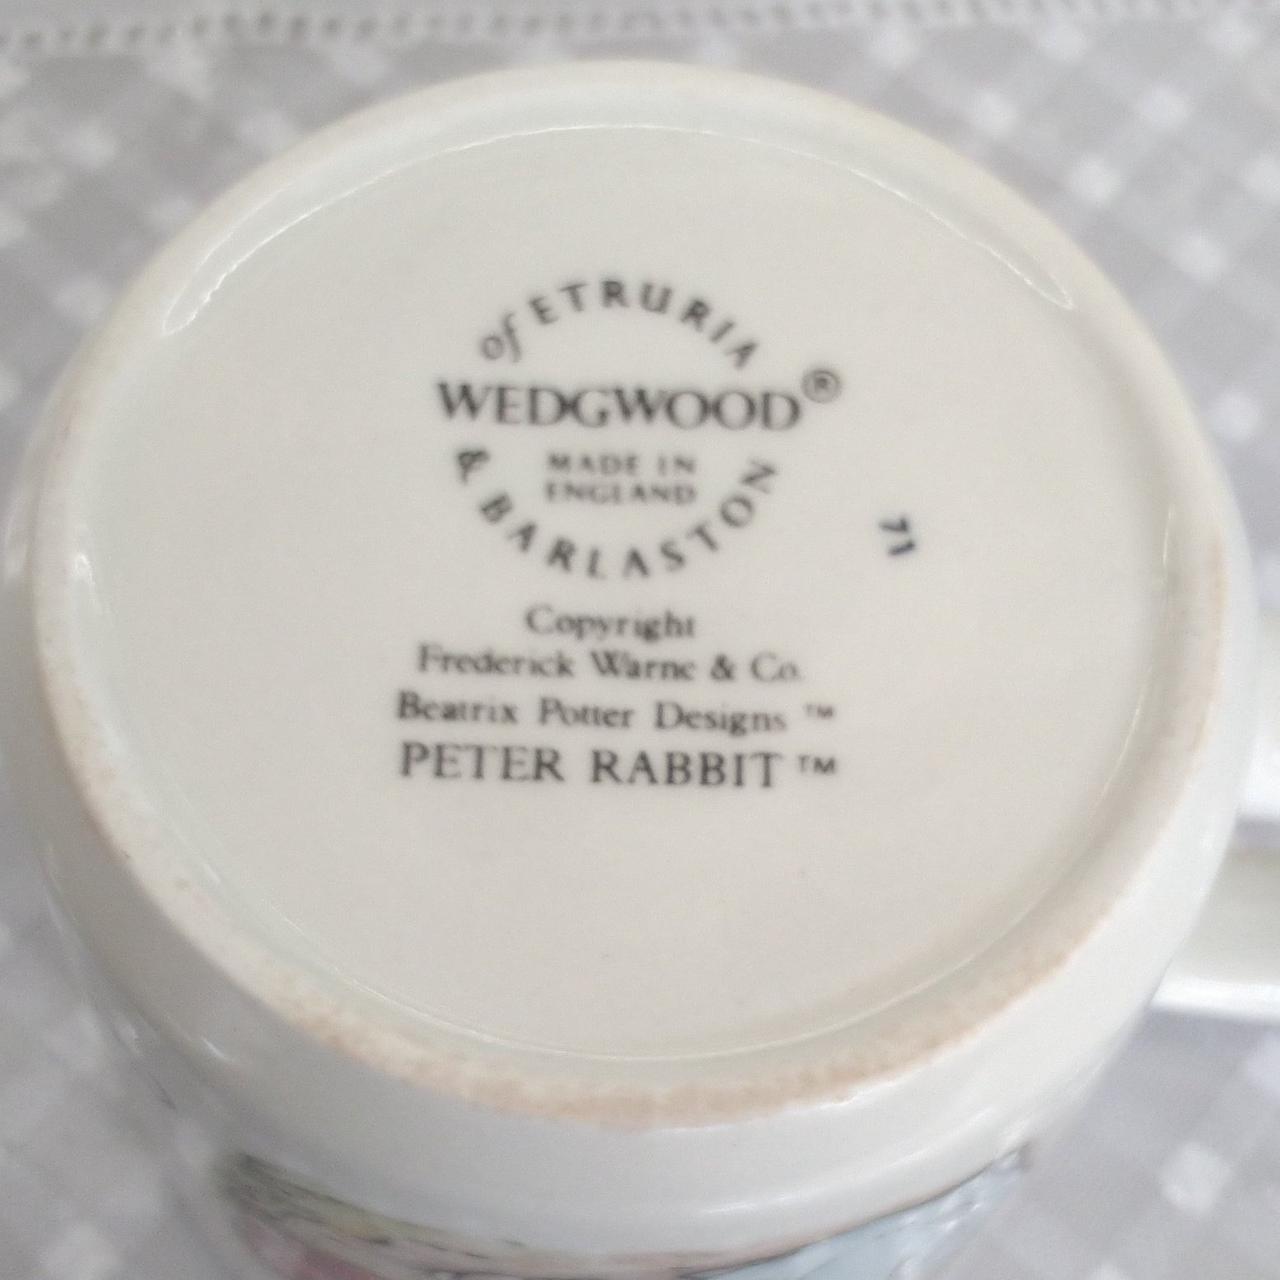 of ETRURIA
WEDGWOOD®
MADE IN
ENGLAND
& BARLASTON
71
Copyright
Frederick Warne & Co.
Beatrix Potter Designs ™
PETER RABBIT ™